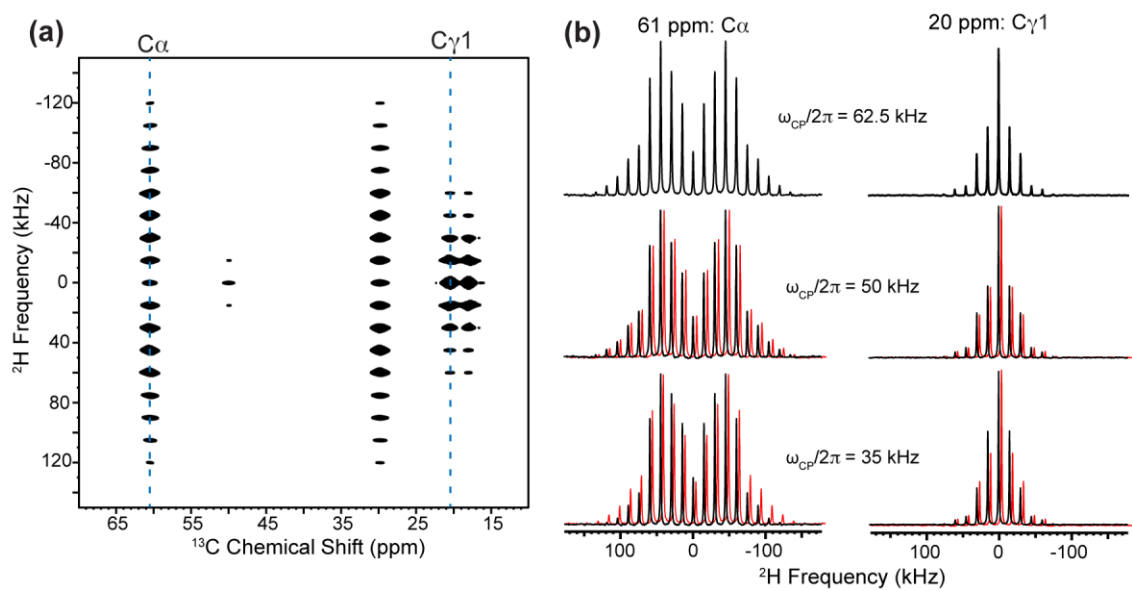 (a)
Cα
Cγ1
-120
-80
-40
0
40
80
120
²H Frequency (kHz)
65
55
45
35
25
15
¹³C Chemical Shift (ppm)
(b)
61 ppm: Cα
20 ppm: Cγ1
ω_CP/2π = 62.5 kHz
ω_CP/2π = 50 kHz
ω_CP/2π = 35 kHz
100
0
-100
100
0
-100
²H Frequency (kHz)